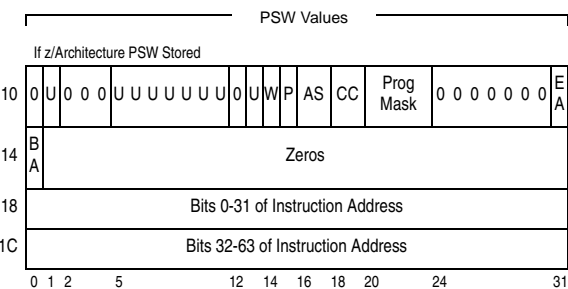 PSW Values
If z/Architecture PSW Stored
10 0 U 0 0 0 U U U U U U U 0 U W P AS CC Prog Mask 0 0 0 0 0 0 0 E A
14 B A Zeros
18 Bits 0-31 of Instruction Address
1C Bits 32-63 of Instruction Address
0 1 2 5 12 14 16 18 20 24 31